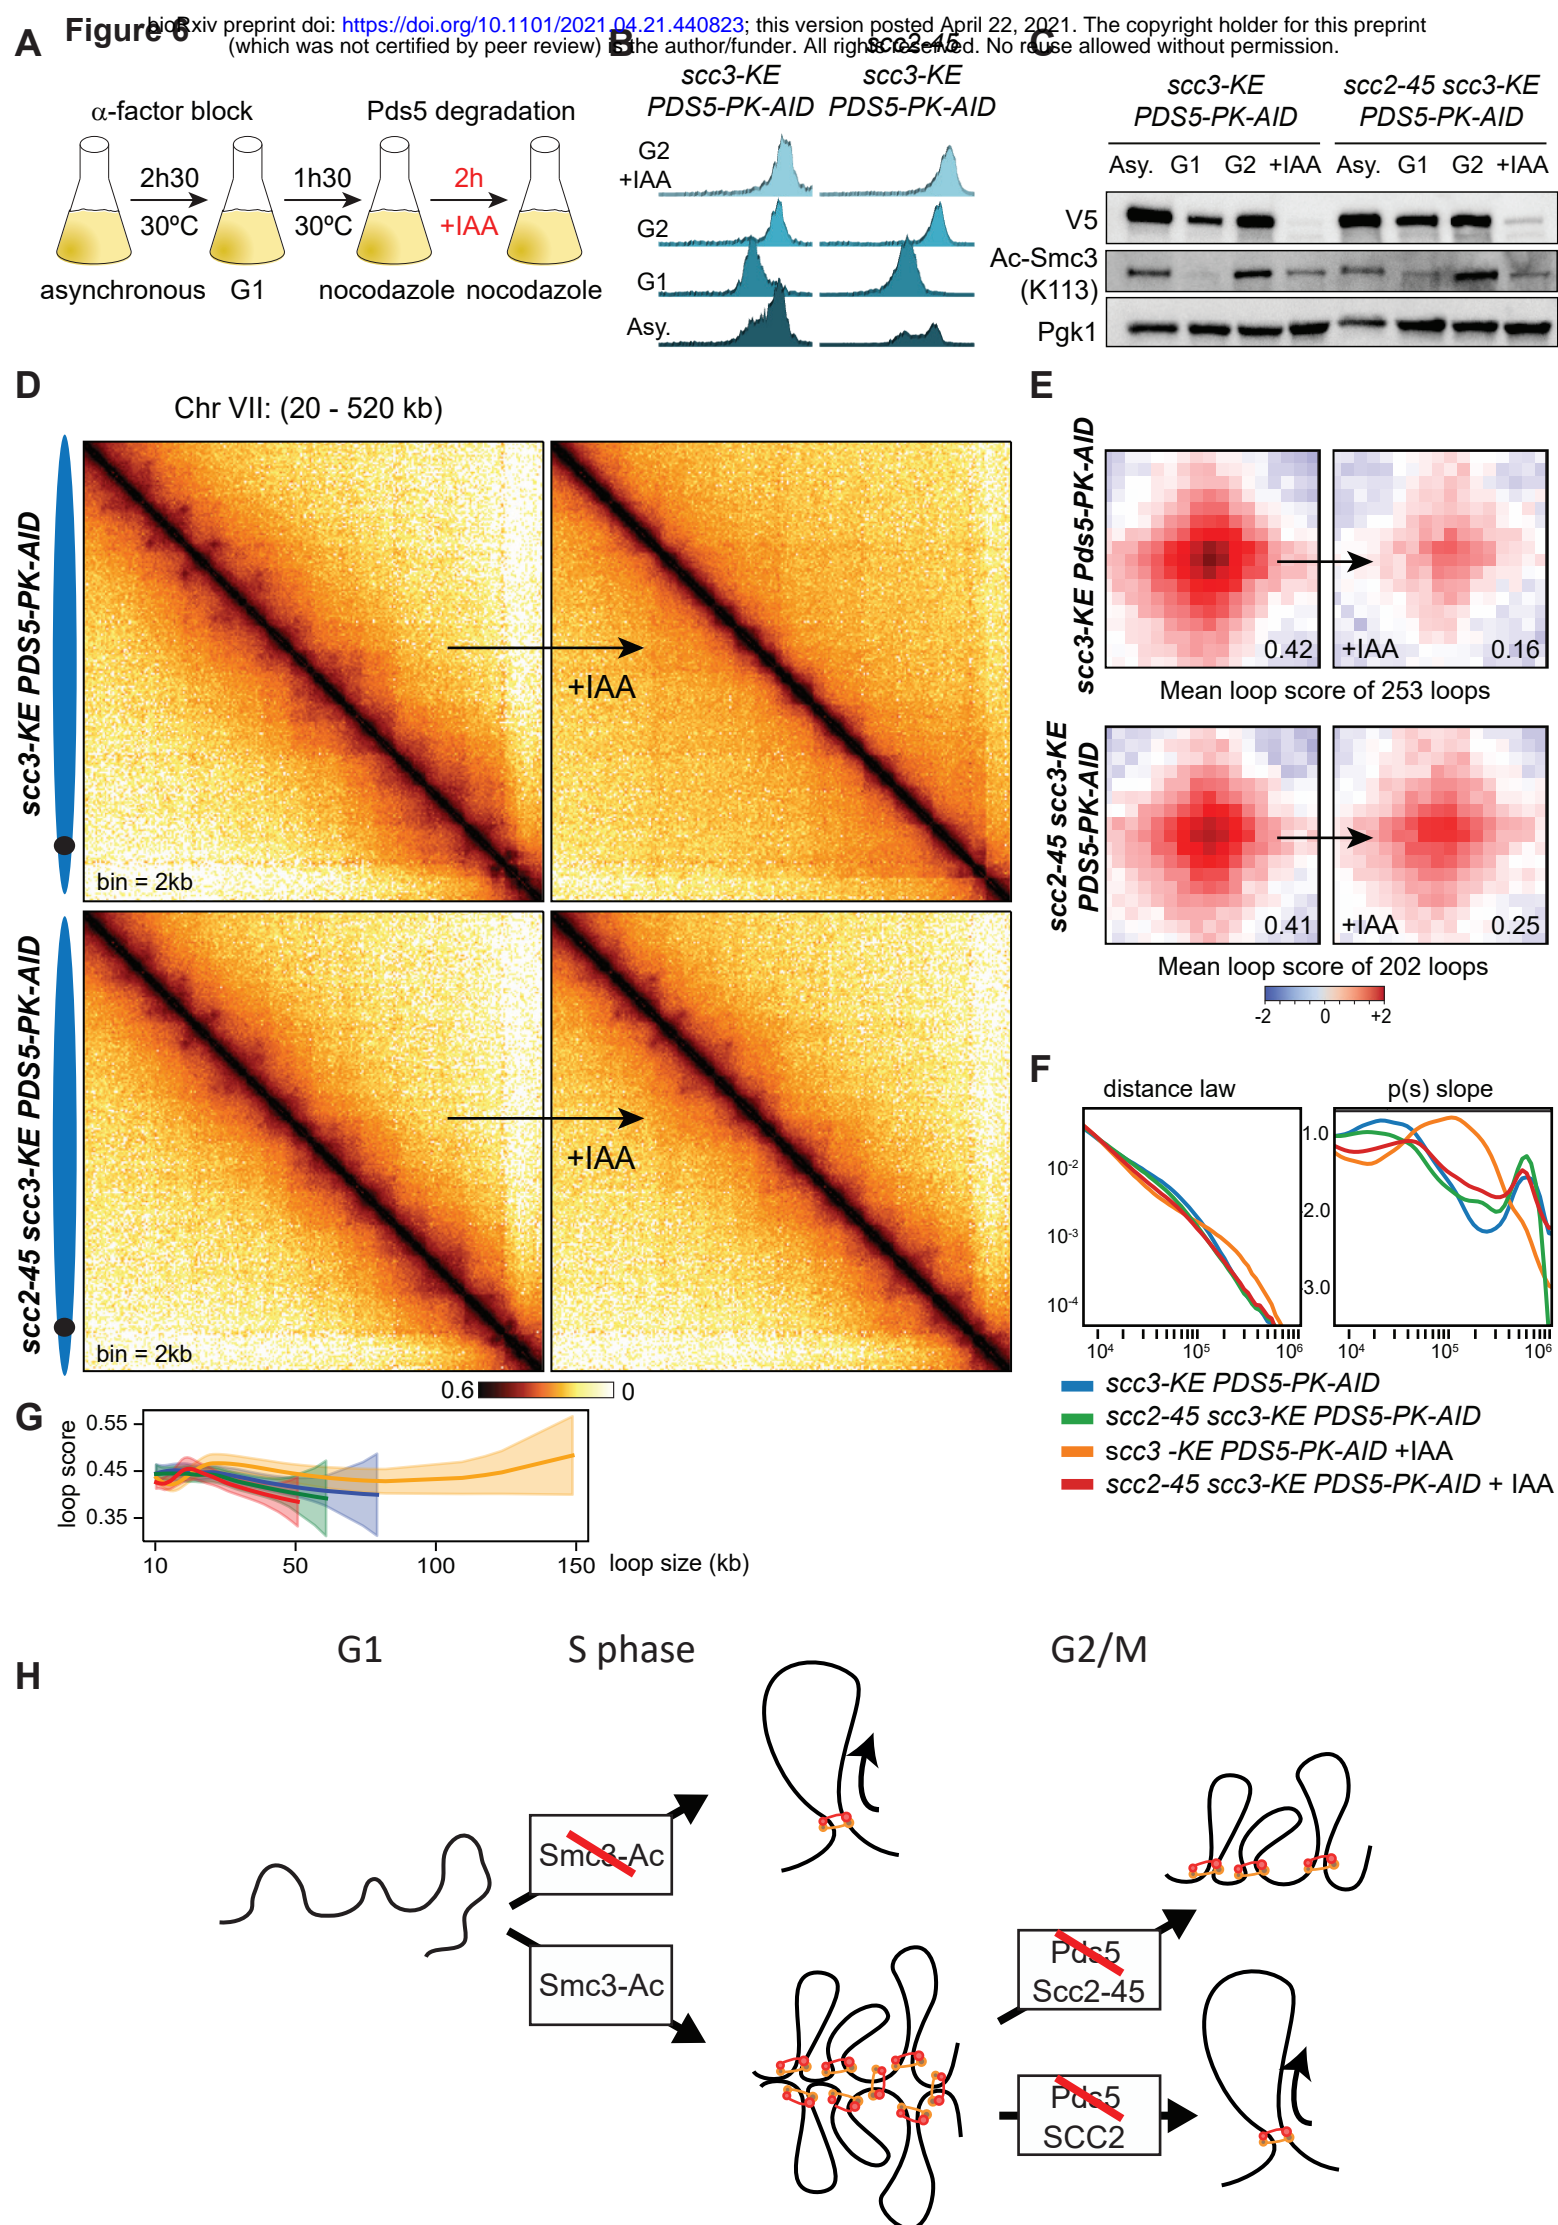 Figure 6
bioRxiv preprint doi: https://doi.org/10.1101/2021.04.21.440823; this version posted April 22, 2021. The copyright holder for this preprint
(which was not certified by peer review) is the author/funder. All rights reserved. No reuse allowed without permission.
A
α-factor block
Pds5 degradation
2h30
1h30
2h
30ºC
30ºC
+IAA
asynchronous
G1
nocodazole
nocodazole
B
scc3-KE
PDS5-PK-AID
scc2-45
scc3-KE
PDS5-PK-AID
G2
+IAA
G2
G1
Asy.
C
scc3-KE
PDS5-PK-AID
scc2-45 scc3-KE
PDS5-PK-AID
Asy. G1 G2 +IAA Asy. G1 G2 +IAA
V5
Ac-Smc3
(K113)
Pgk1
D
Chr VII: (20 - 520 kb)
scc3-KE PDS5-PK-AID
+IAA
bin = 2kb
scc2-45 scc3-KE PDS5-PK-AID
+IAA
bin = 2kb
0.6
0
E
scc3-KE Pds5-PK-AID
0.42
+IAA
0.16
Mean loop score of 253 loops
scc2-45 scc3-KE
PDS5-PK-AID
0.41
+IAA
0.25
Mean loop score of 202 loops
-2 0 +2
F
distance law
p(s) slope
10-2
10-3
10-4
10⁴ 10⁵ 10⁶
1.0
2.0
3.0
10⁴ 10⁵ 10⁶
scc3-KE PDS5-PK-AID
scc2-45 scc3-KE PDS5-PK-AID
scc3 -KE PDS5-PK-AID +IAA
scc2-45 scc3-KE PDS5-PK-AID + IAA
G
loop score
0.55
0.45
0.35
10 50 100 150
loop size (kb)
H
G1
S phase
G2/M
Smc3-Ac
Smc3-Ac
Pds5
Scc2-45
Pds5
SCC2